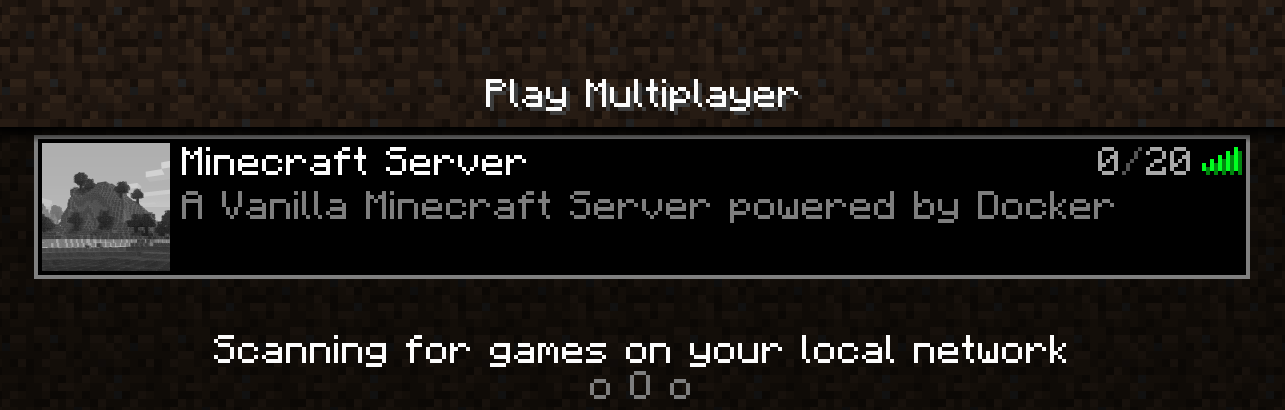 Play Multiplayer
Minecraft Server 0/20
A Vanilla Minecraft Server powered by Docker
Scanning for games on your local network
o O o